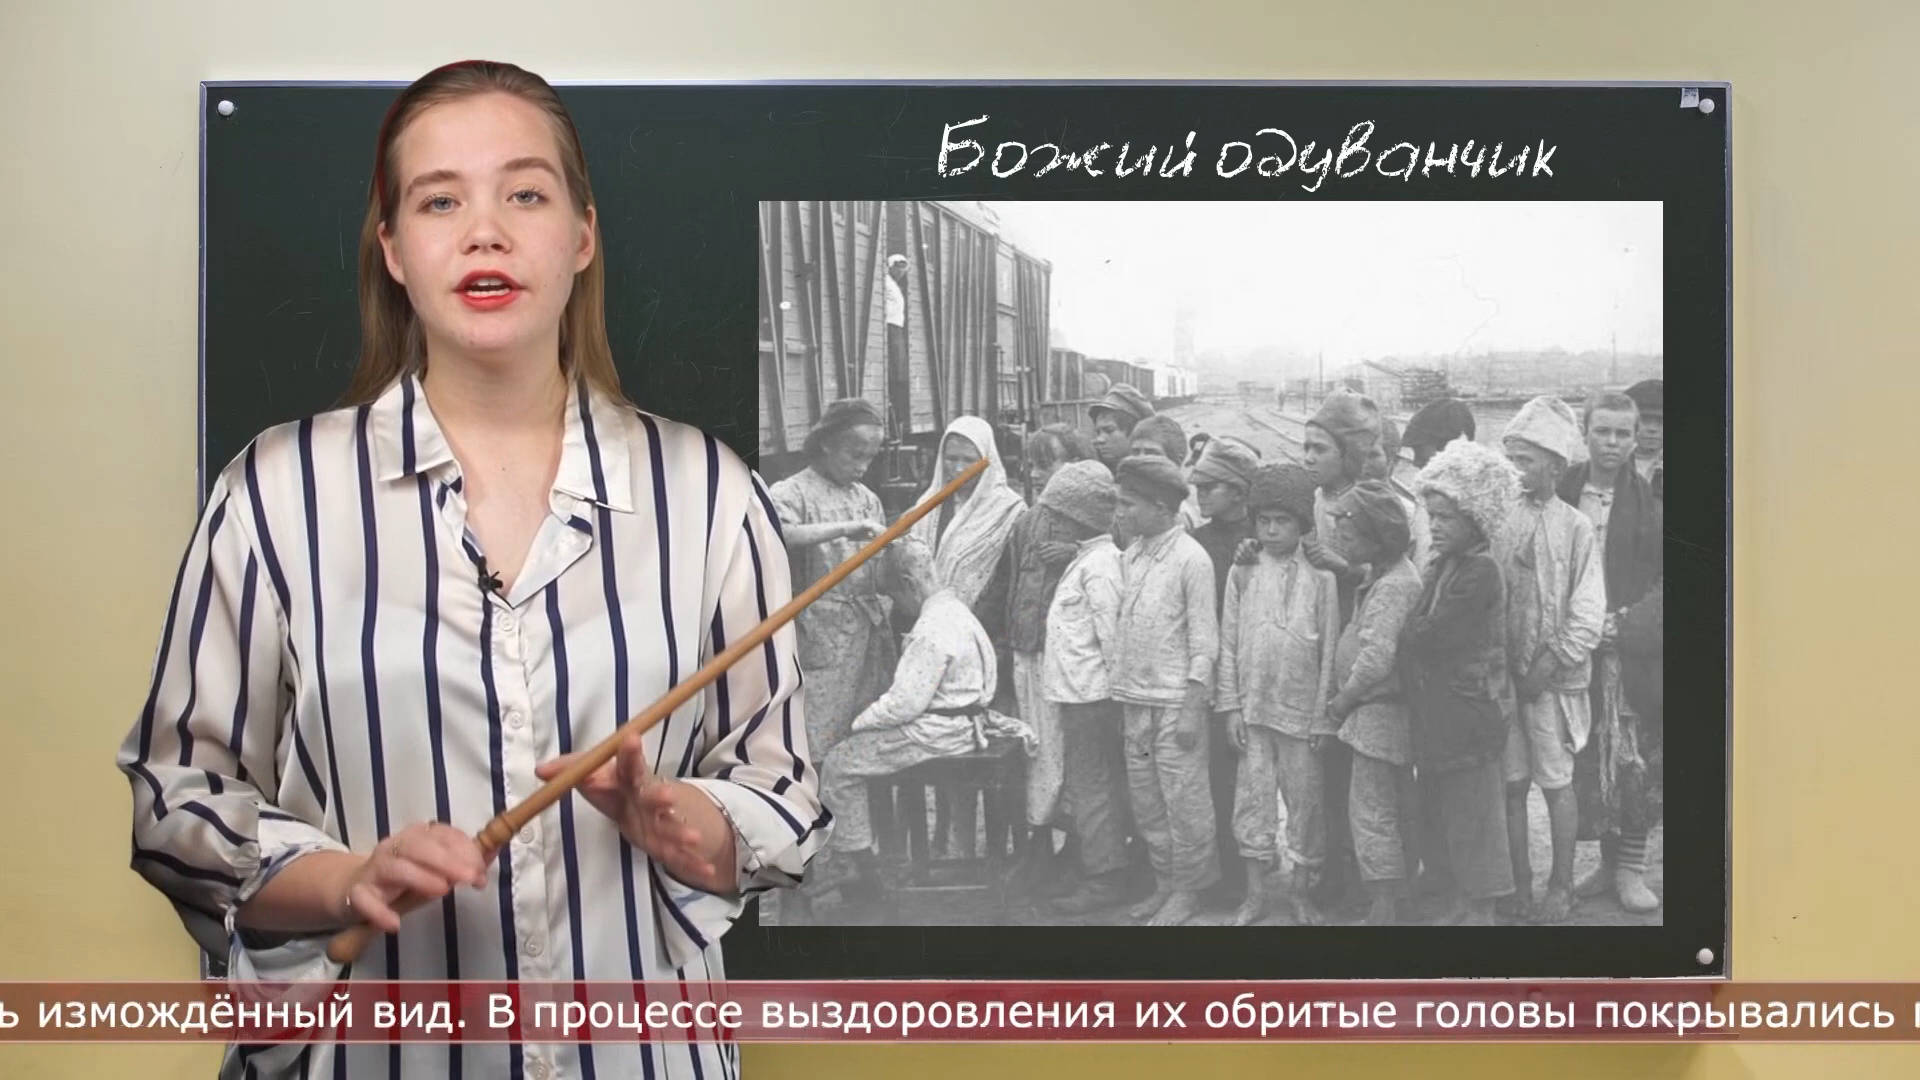 Божий одуванчик
ь измождённый вид. В процессе выздоровления их обритые головы покрывались